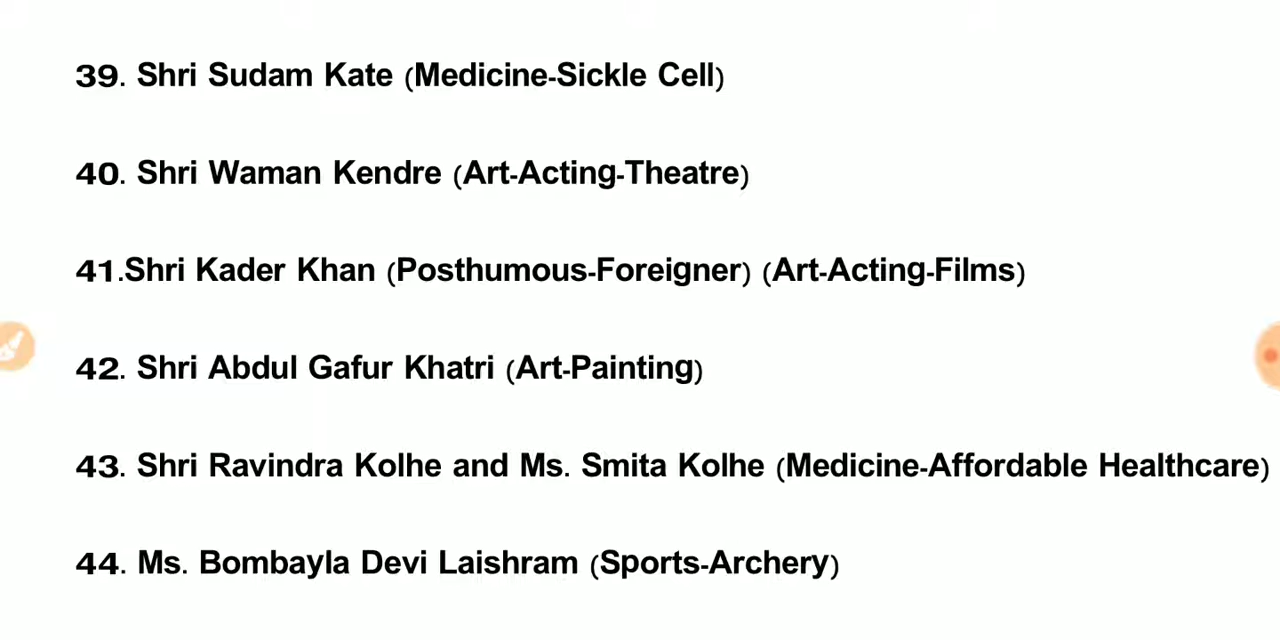 39. Shri Sudam Kate (Medicine-Sickle Cell)
40. Shri Waman Kendre (Art-Acting-Theatre)
41.Shri Kader Khan (Posthumous-Foreigner) (Art-Acting-Films)
42. Shri Abdul Gafur Khatri (Art-Painting)
43. Shri Ravindra Kolhe and Ms. Smita Kolhe (Medicine-Affordable Healthcare)
44. Ms. Bombayla Devi Laishram (Sports-Archery)